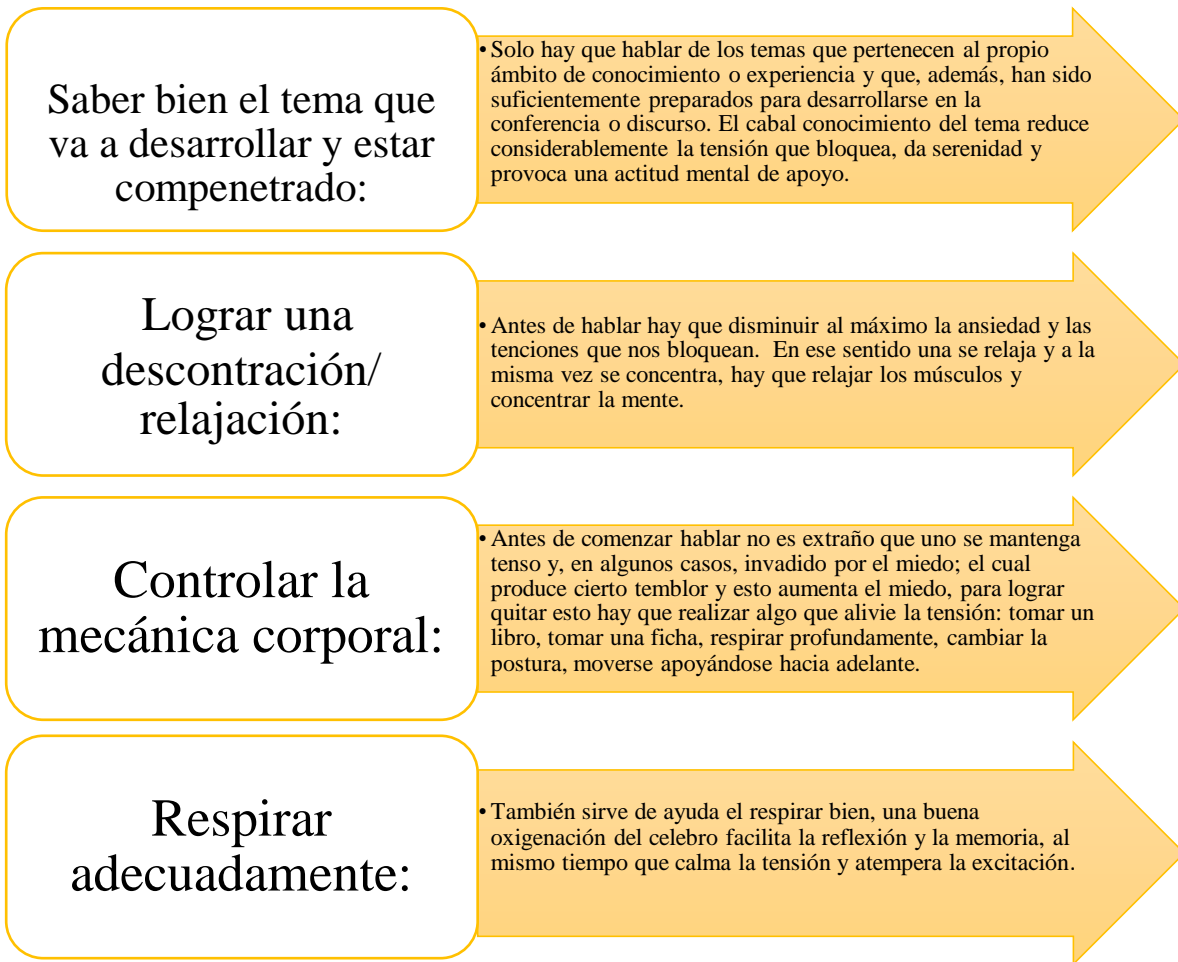 Saber bien el tema que
va a desarrollar y estar
compenetrado:
• Solo hay que hablar de los temas que pertenecen al propio
ámbito de conocimiento o experiencia y que, además, han sido
suficientemente preparados para desarrollarse en la
conferencia o discurso. El cabal conocimiento del tema reduce
considerablemente la tensión que bloquea, da serenidad y
provoca una actitud mental de apoyo.
Lograr una
descontración/
relajación:
• Antes de hablar hay que disminuir al máximo la ansiedad y las
tenciones que nos bloquean. En ese sentido una se relaja y a la
misma vez se concentra, hay que relajar los músculos y
concentrar la mente.
Controlar la
mecánica corporal:
• Antes de comenzar hablar no es extraño que uno se mantenga
tenso y, en algunos casos, invadido por el miedo; el cual
produce cierto temblor y esto aumenta el miedo, para lograr
quitar esto hay que realizar algo que alivie la tensión: tomar un
libro, tomar una ficha, respirar profundamente, cambiar la
postura, moverse apoyándose hacia adelante.
Respirar
adecuadamente:
• También sirve de ayuda el respirar bien, una buena
oxigenación del celebro facilita la reflexión y la memoria, al
mismo tiempo que calma la tensión y atempera la excitación.